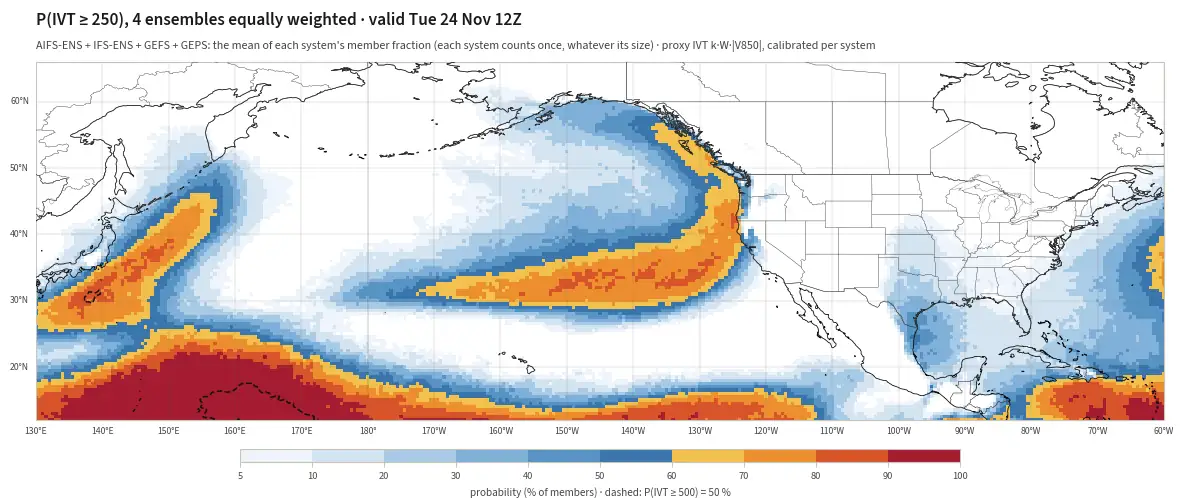 P(IVT ≥ 250), 4 ensembles equally weighted · valid Tue 24 Nov 12Z
AIFS-ENS + IFS-ENS + GEFS + GEPS: the mean of each system's member fraction (each system counts once, whatever its size) · proxy IVT k·W·|V850|, calibrated per system
60°N
50°N
40°N
30°N
20°N
130°E 140°E 150°E 160°E 170°E 180° 170°W 160°W 150°W 140°W 130°W 120°W 110°W 100°W 90°W 80°W 70°W 60°W
5 10 20 30 40 50 60 70 80 90 100
probability (% of members) · dashed: P(IVT ≥ 500) = 50 %